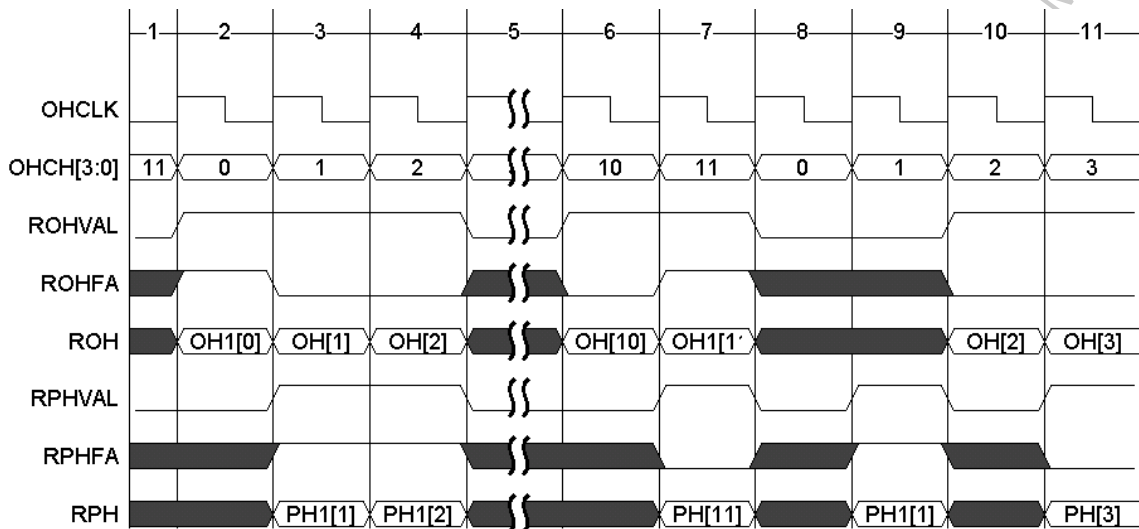 1 2 3 4 5 6 7 8 9 10 11
OHCLK
OHCH[3:0] 11 0 1 2 10 11 0 1 2 3
ROHVAL
ROHFA
ROH OH1[0] OH[1] OH[2] OH[10] OH1[1 OH[2] OH[3]
RPHVAL
RPHFA
RPH PH1[1] PH1[2] PH[11] PH1[1] PH[3]